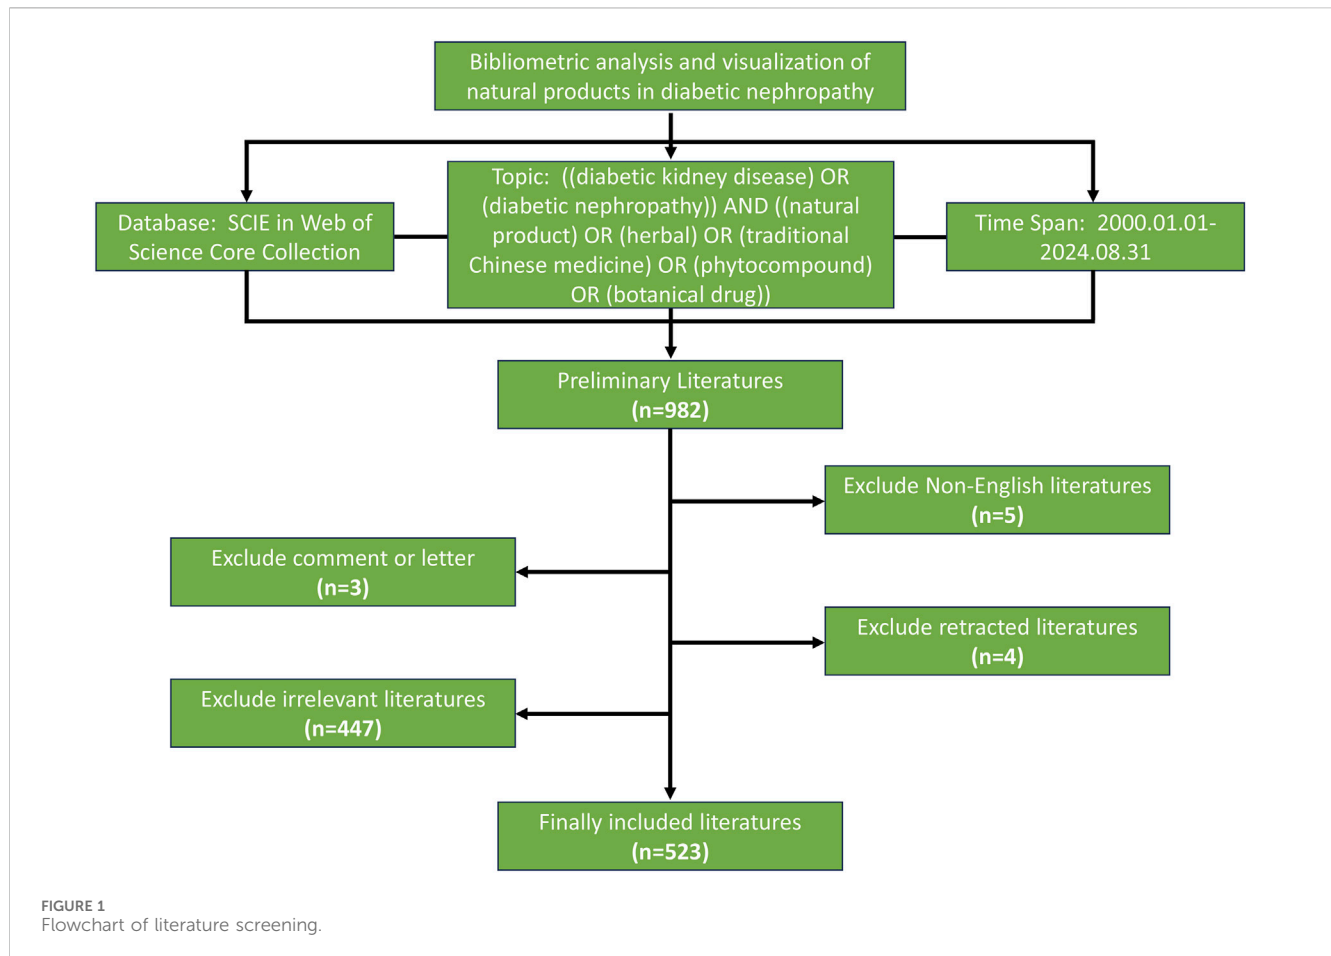 Bibliometric analysis and visualization of
natural products in diabetic nephropathy
Database:  SCIE in Web of
Science Core Collection
Topic:  ((diabetic kidney disease) OR
(diabetic nephropathy)) AND ((natural
product) OR (herbal) OR (traditional
Chinese medicine) OR (phytocompound)
OR (botanical drug))
Time Span:  2000.01.01-
2024.08.31
Preliminary Literatures
(n=982)
Exclude Non-English literatures
(n=5)
Exclude comment or letter
(n=3)
Exclude retracted literatures
(n=4)
Exclude irrelevant literatures
(n=447)
Finally included literatures
(n=523)
FIGURE 1
Flowchart of literature screening.